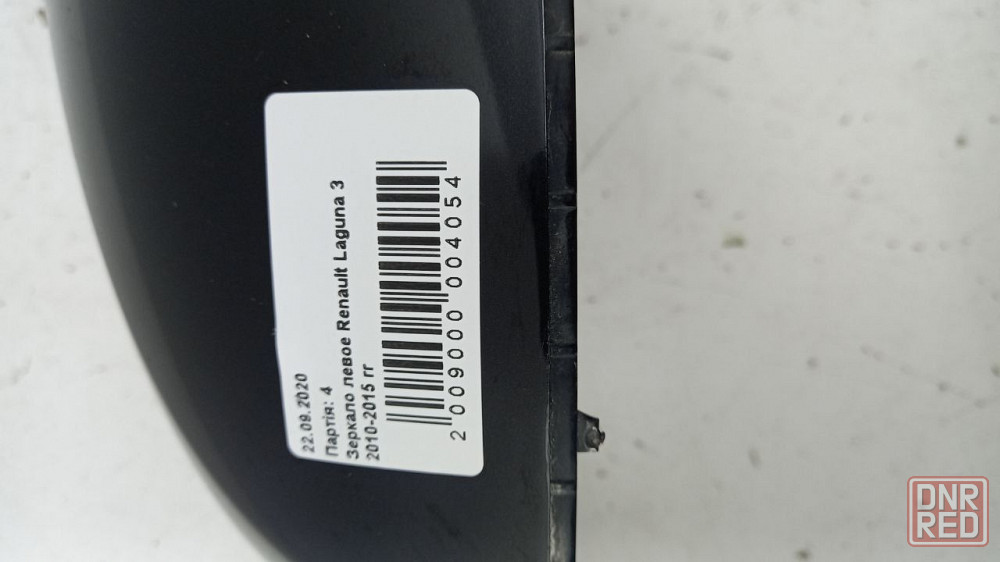 22.09.2020
Партія: 4
Зеркало левое Renault Laguna 3
2010-2015 гг
2 009000 004054
DNR
RED